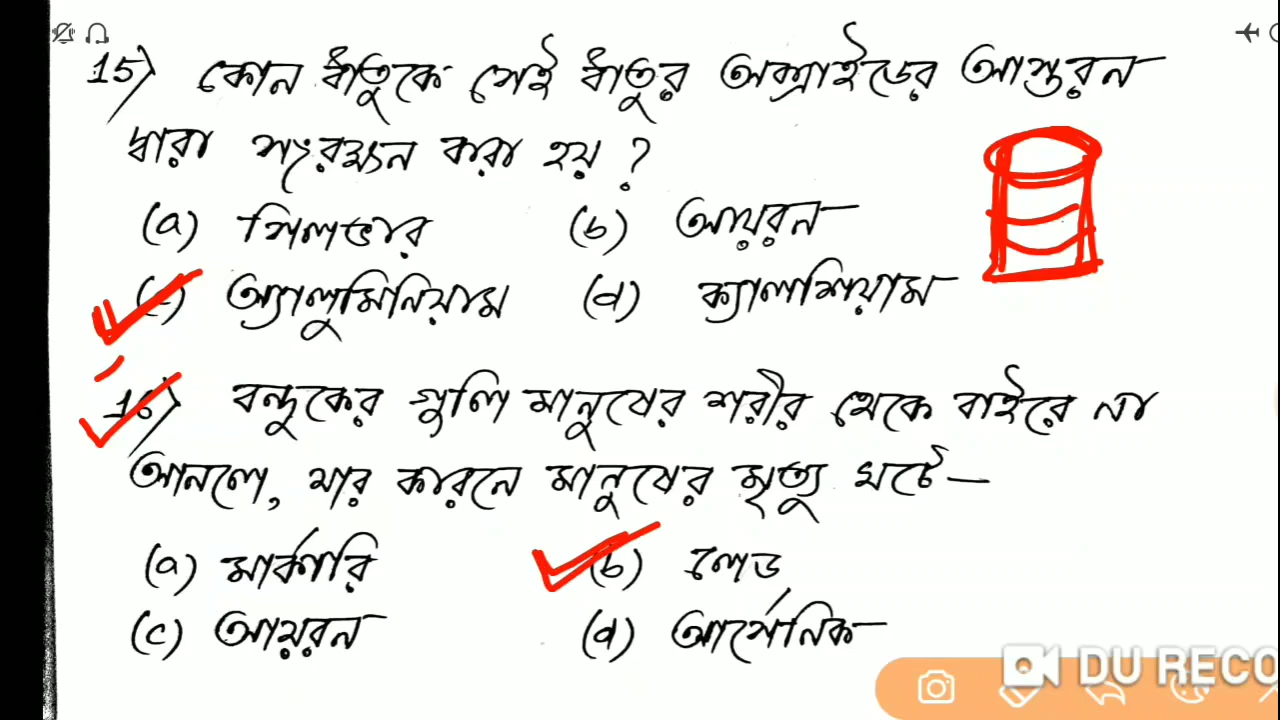 15) কোন ধাতুকে সেই ধাতুর অক্সাইডের আস্তরন
দ্বারা সংরক্ষন করা হয় ?
(a) সিলভার (b) আয়রন
(c) অ্যালুমিনিয়াম (d) ক্যালশিয়াম
16) বন্দুকের গুলি মানুষের শরীর থেকে বাইরে না
আনলে, যার কারনে মানুষের মৃত্যু ঘটে—
(a) মার্কারি (b) লেড
(c) আয়রন (d) আর্সেনিক
DU RECO